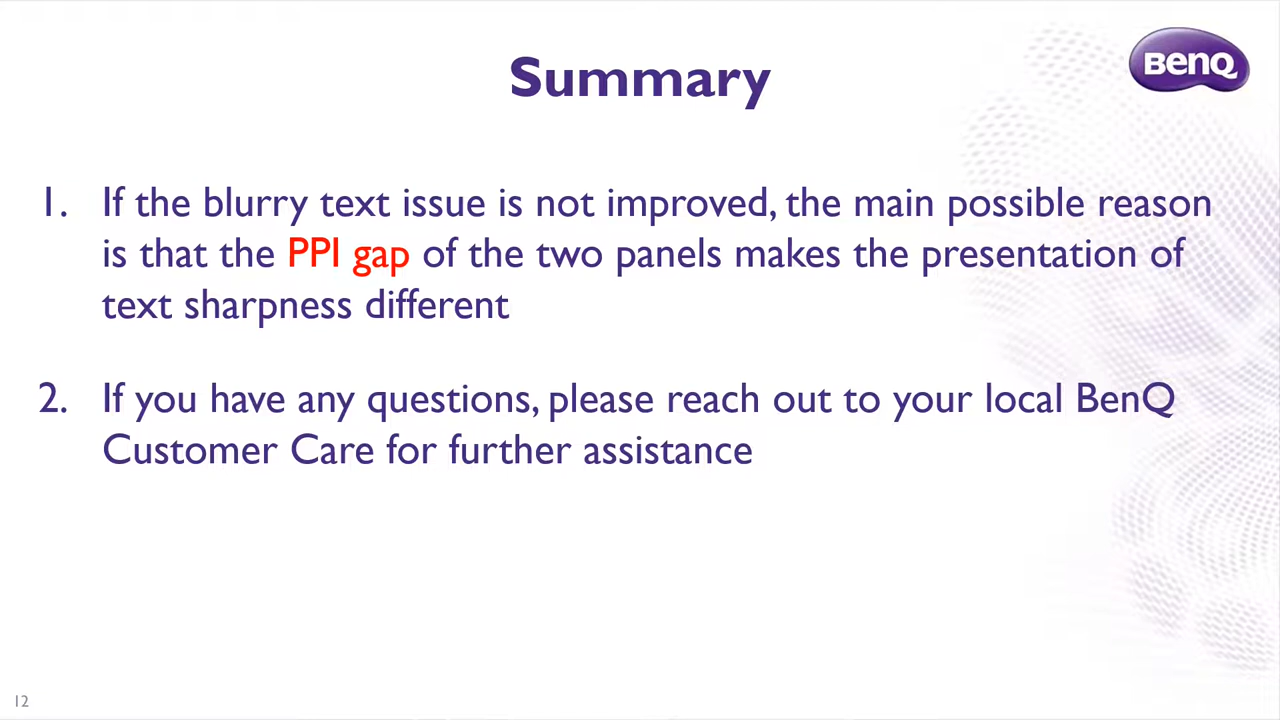 Summary
BenQ
1. If the blurry text issue is not improved, the main possible reason
is that the PPI gap of the two panels makes the presentation of
text sharpness different
2. If you have any questions, please reach out to your local BenQ
Customer Care for further assistance
12